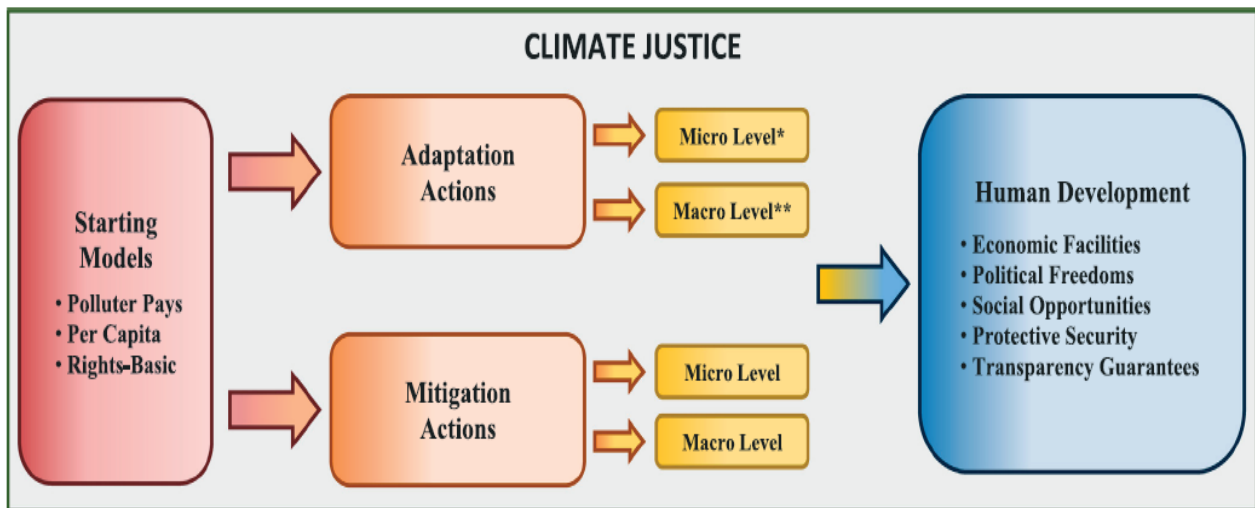 CLIMATE JUSTICE
Starting
Models
• Polluter Pays
• Per Capita
• Rights-Basic
Adaptation
Actions
Micro Level*
Macro Level**
Mitigation
Actions
Micro Level
Macro Level
Human Development
• Economic Facilities
• Political Freedoms
• Social Opportunities
• Protective Security
• Transparency Guarantees